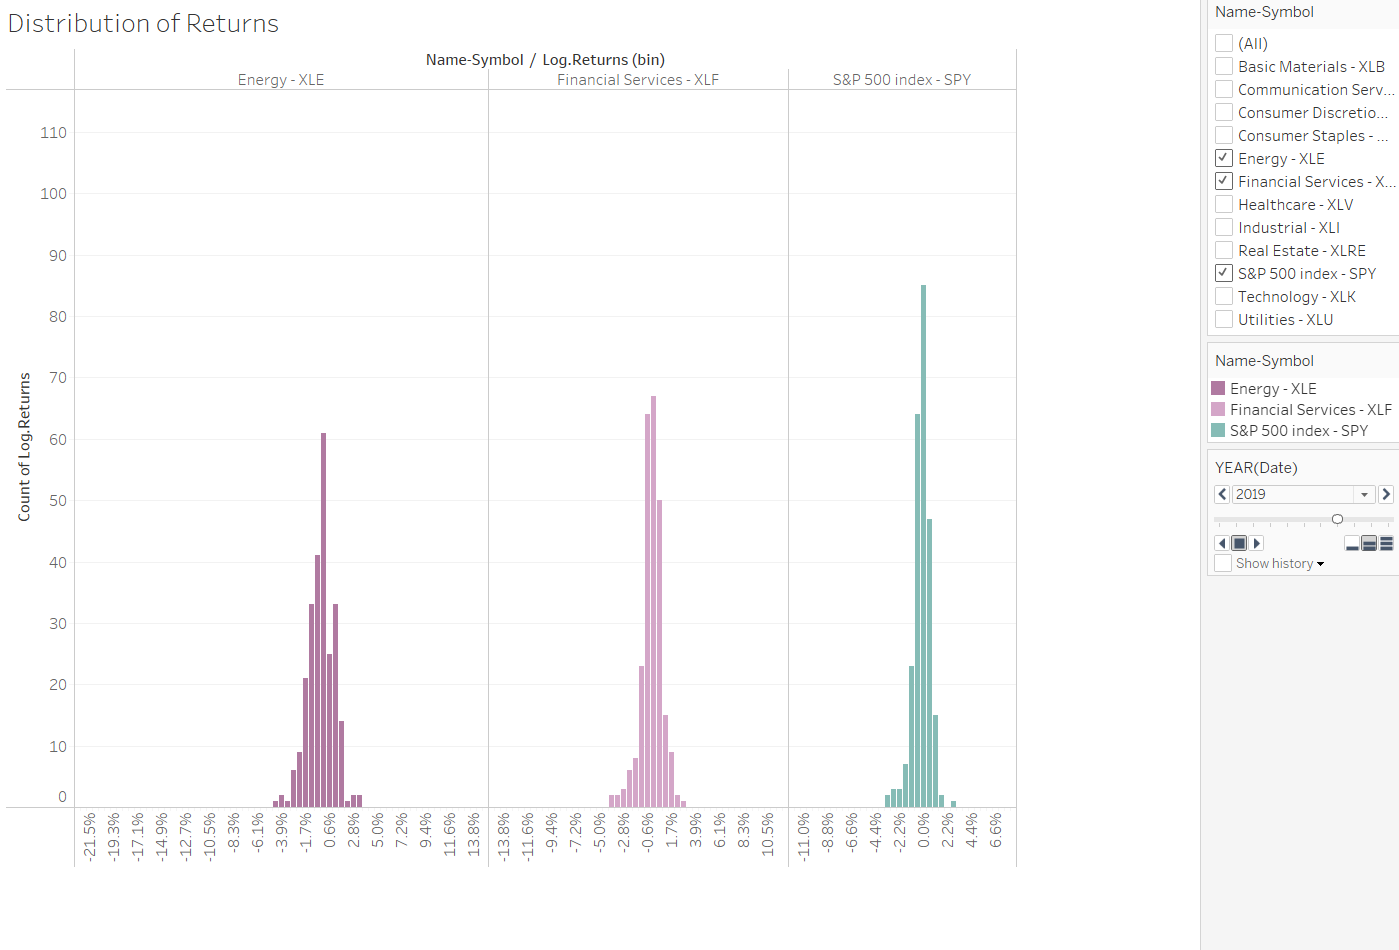 Distribution of Returns
Name-Symbol / Log.Returns (bin)
Energy - XLE
Financial Services - XLF
S&P 500 index - SPY
Count of Log.Returns
110
100
90
80
70
60
50
40
30
20
10
0
-21.5%
-19.3%
-17.1%
-14.9%
-12.7%
-10.5%
-8.3%
-6.1%
-3.9%
-1.7%
0.6%
2.8%
5.0%
7.2%
9.4%
11.6%
13.8%
-13.8%
-11.6%
-9.4%
-7.2%
-5.0%
-2.8%
-0.6%
1.7%
3.9%
6.1%
8.3%
10.5%
-11.0%
-8.8%
-6.6%
-4.4%
-2.2%
0.0%
2.2%
4.4%
6.6%
Name-Symbol
(All)
Basic Materials - XLB
Communication Serv...
Consumer Discretio...
Consumer Staples - ...
Energy - XLE
Financial Services - X...
Healthcare - XLV
Industrial - XLI
Real Estate - XLRE
S&P 500 index - SPY
Technology - XLK
Utilities - XLU
Name-Symbol
Energy - XLE
Financial Services - XLF
S&P 500 index - SPY
YEAR(Date)
2019
Show history